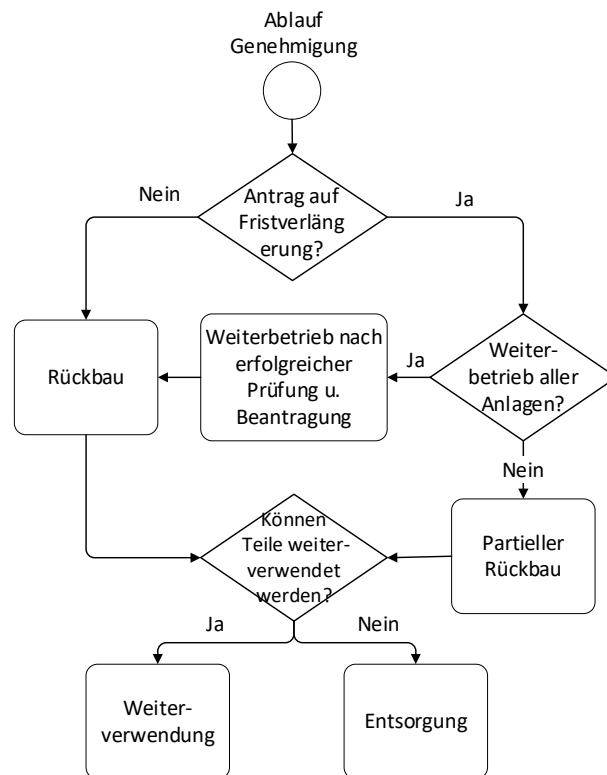 Ablauf
Genehmigung
Nein
Antrag auf
Fristverläng
erung?
Ja
Rückbau
Weiterbetrieb nach
erfolgreicher
Prüfung u.
Beantragung
Ja
Weiter-
betrieb aller
Anlagen?
Nein
Können
Teile weiter-
verwendet
werden?
Partieller
Rückbau
Ja
Nein
Weiter-
verwendung
Entsorgung